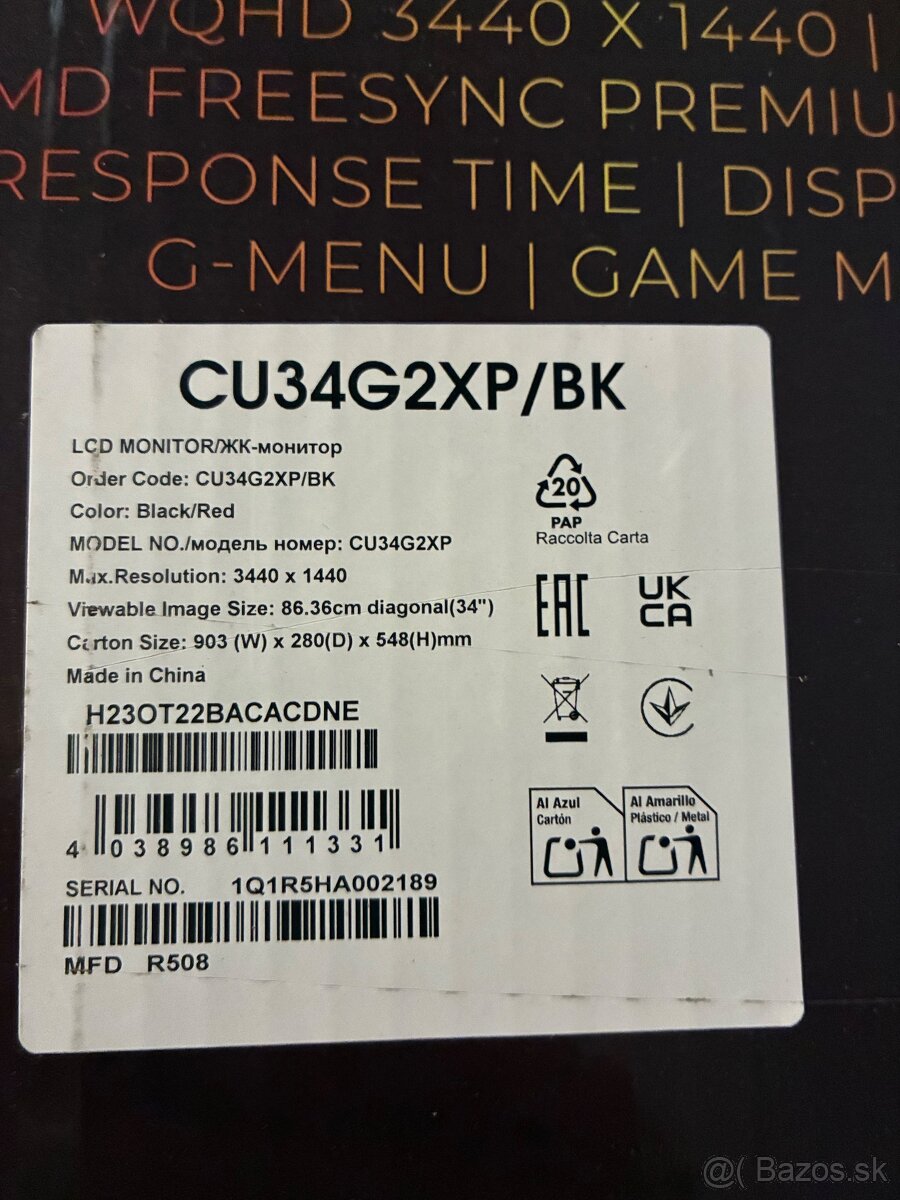 WQHD 3440 X 1440 |
MD FREESYNC PREMIU
RESPONSE TIME | DISP
G-MENU | GAME M
CU34G2XP/BK
LCD MONITOR/ЖК-монитор
Order Code: CU34G2XP/BK
Color: Black/Red
MODEL NO./модель номер: CU34G2XP
Max.Resolution: 3440 x 1440
Viewable Image Size: 86.36cm diagonal(34")
Carton Size: 903 (W) x 280(D) x 548(H)mm
Made in China
H23OT22BACACDNE
4 038986 111331
SERIAL NO. 1Q1R5HA002189
MFD R508
20
PAP
Raccolta Carta
EAC
UK
CA
Al Azul
Cartón
Al Amarillo
Plástico / Metal
@( Bazos.sk